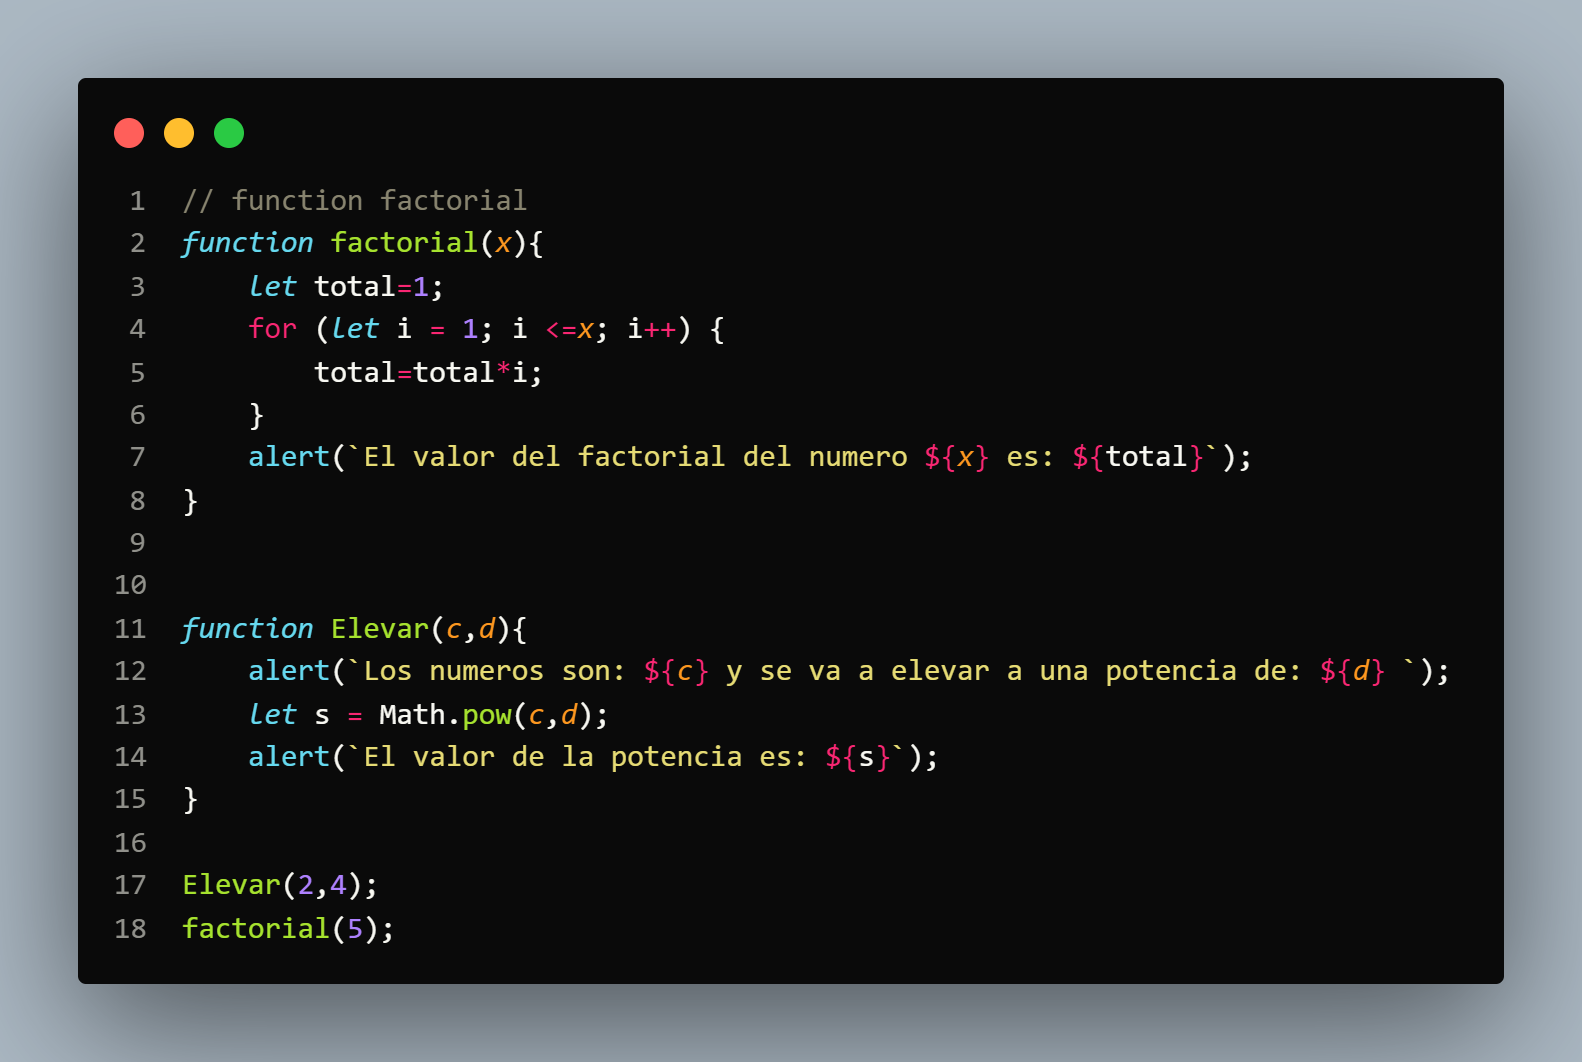 1 // function factorial
2 function factorial(x){
3     let total=1;
4     for (let i = 1; i <=x; i++) {
5         total=total*i;
6     }
7     alert(`El valor del factorial del numero ${x} es: ${total}`);
8 }
9
10
11 function Elevar(c,d){
12     alert(`Los numeros son: ${c} y se va a elevar a una potencia de: ${d} `);
13     let s = Math.pow(c,d);
14     alert(`El valor de la potencia es: ${s}`);
15 }
16
17 Elevar(2,4);
18 factorial(5);